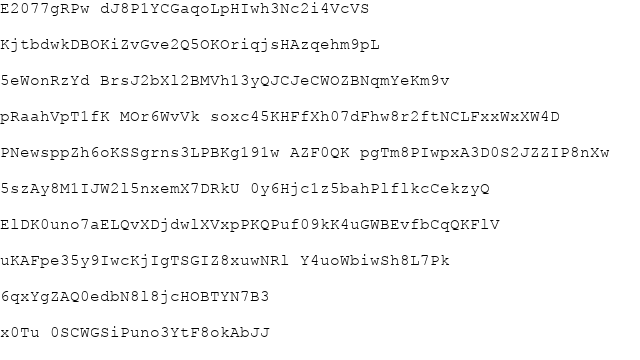 E2077gRPw dJ8P1YCGaqoLpHIwh3Nc2i4VcVS
KjtbdwkDBOKiZvGve2Q5OKOriqjsHAzqehm9pL
5eWonRzYd BrsJ2bXl2BMVh13yQJCJeCWOZBNqmYeKm9v
pRaahVpT1fK MOr6WvVk soxc45KHFfXh07dFhw8r2ftNCLFxxWxXW4D
PNewsppZh6oKSSgrns3LPBKg191w AZF0QK pgTm8PIwpxA3D0S2JZZIP8nXw
5szAy8M1IJW2l5nxemX7DRkU 0y6Hjc1z5bahPlflkcCekzyQ
ElDK0uno7aELQvXDjdwlXVxpPKQPuf09kK4uGWBEvfbCqQKFlV
uKAFpe35y9IwcKjIgTSGIZ8xuwNRl Y4uoWbiwSh8L7Pk
6qxYgZAQ0edbN8l8jcHOBTYN7B3
x0Tu 0SCWGSiPuno3YtF8okAbJJ